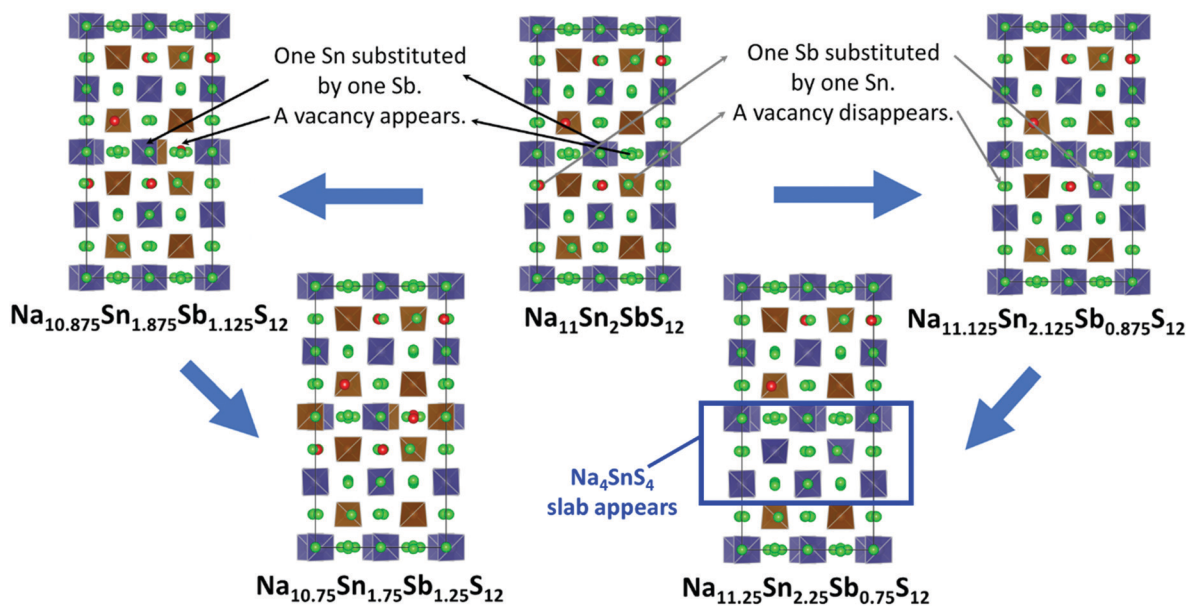 One Sn substituted
by one Sb.
A vacancy appears.
One Sb substituted
by one Sn.
A vacancy disappears.
Na₁₀.₈₇₅Sn₁.₈₇₅Sb₁.₁₂₅S₁₂
Na₁₁Sn₂SbS₁₂
Na₁₁.₁₂₅Sn₂.₁₂₅Sb₀.₈₇₅S₁₂
Na₄SnS₄
slab appears
Na₁₀.₇₅Sn₁.₇₅Sb₁.₂₅S₁₂
Na₁₁.₂₅Sn₂.₂₅Sb₀.₇₅S₁₂